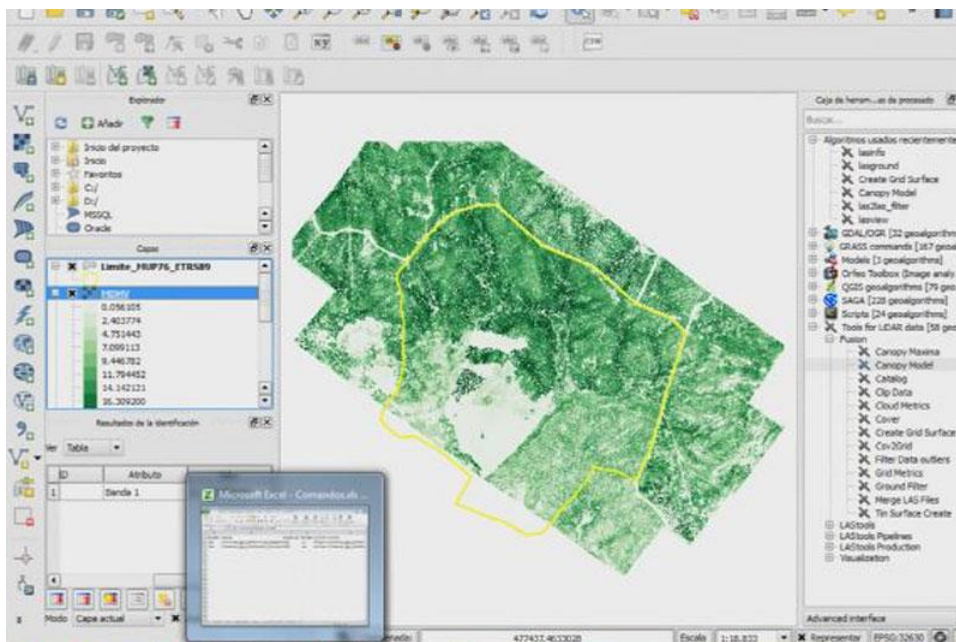 xy
CSW
Explorador
Añadir
Inicio del proyecto
Inicio
Favoritos
C:/
D:/
MSSQL
Oracle
Capas
Limite_MUP76_ETRS89
MDHV
0.056105
2.403774
4.751443
7.099113
9.446782
11.794452
14.142121
16.309200
Resultados de la identificación
Ver Tabla
ID Atributo
1 Banda 1
Modo Capa actual
Microsoft Excel - Comandos.xls ...
477437,4633028
Escala 1:16.833
Representar EPSG:32630
Caja de herram...as de procesado
Buscar...
Algoritmos usados recientemente
lasinfo
lasground
Create Grid Surface
Canopy Model
las2las_filter
lasview
GDAL/OGR [32 geoalgorithms
GRASS commands [167 geoa
Models [3 geoalgorithms]
Orfeo Toolbox (Image analy
QGIS geoalgorithms [79 geo
SAGA [228 geoalgorithms]
Scripts [24 geoalgorithms]
Tools for LiDAR data [58 geo
Fusion
Canopy Maxima
Canopy Model
Catalog
Clip Data
Cloud Metrics
Cover
Create Grid Surface
Csv2Grid
Filter Data outliers
Grid Metrics
Ground Filter
Merge LAS Files
Tin Surface Create
LAStools
LAStools Pipelines
LAStools Production
Visualization
Advanced interface